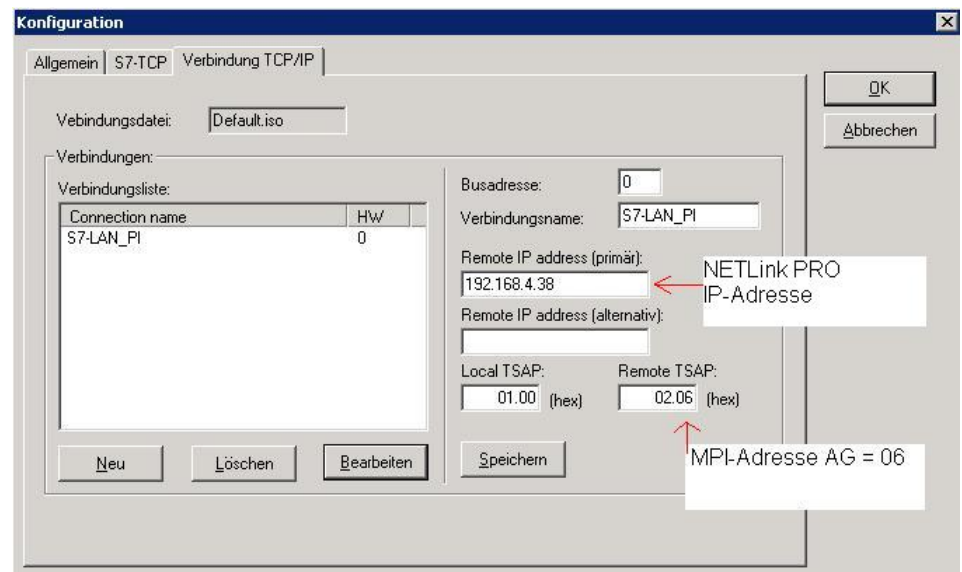 Konfiguration
Allgemein
S7-TCP
Verbindung TCP/IP
OK
Abbrechen
Vebindungsdatei:
Default.iso
Verbindungen:
Verbindungsliste:
Connection name
HW
S7-LAN_PI
0
Neu
Löschen
Bearbeiten
Busadresse:
0
Verbindungsname:
S7-LAN_PI
Remote IP address (primär):
192.168.4.38
NETLink PRO
IP-Adresse
Remote IP address (alternativ):
Local TSAP:
Remote TSAP:
01.00 (hex)
02.06 (hex)
Speichern
MPI-Adresse AG = 06